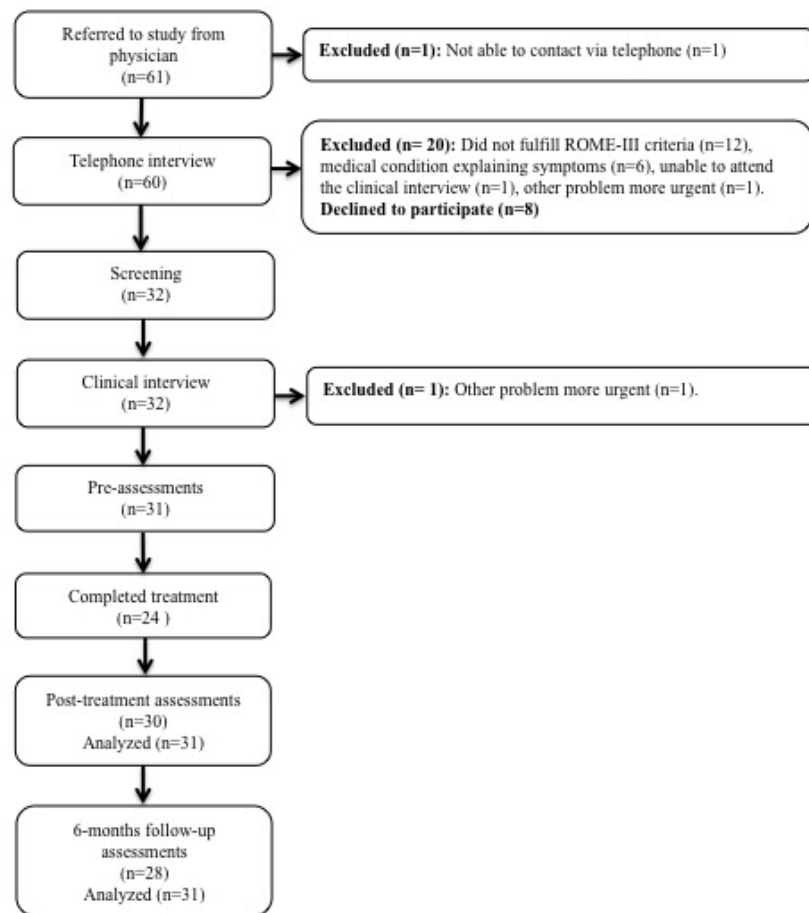 Referred to study from
physician
(n=61)
Excluded (n=1): Not able to contact via telephone (n=1)
Telephone interview
(n=60)
Excluded (n= 20): Did not fulfill ROME-III criteria (n=12),
medical condition explaining symptoms (n=6), unable to attend
the clinical interview (n=1), other problem more urgent (n=1).
Declined to participate (n=8)
Screening
(n=32)
Clinical interview
(n=32)
Excluded (n= 1): Other problem more urgent (n=1).
Pre-assessments
(n=31)
Completed treatment
(n=24 )
Post-treatment assessments
(n=30)
Analyzed (n=31)
6-months follow-up
assessments
(n=28)
Analyzed (n=31)